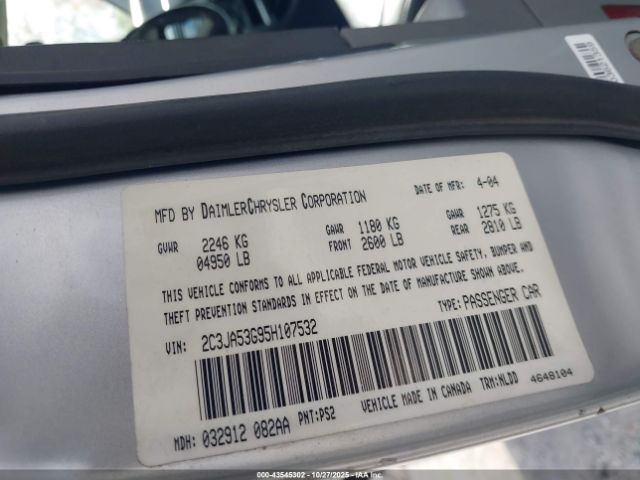 MFD BY DAIMLERCHRYSLER CORPORATION DATE OF MFR: 4-04
GVWR 2246 KG GAWR 1180 KG GAWR 1275 KG
04950 LB FRONT 2600 LB REAR 2810 LB
THIS VEHICLE CONFORMS TO ALL APPLICABLE FEDERAL MOTOR VEHICLE SAFETY, BUMPER AND
THEFT PREVENTION STANDARDS IN EFFECT ON THE DATE OF MANUFACTURE SHOWN ABOVE.
VIN: 2C3JA53G95H107532 TYPE: PASSENGER CAR
MDH: 032912 082AA PNT:PS2 VEHICLE MADE IN CANADA TRM:NLDD 4648104
000-43545302 | 10/27/2025 - IAAI.com